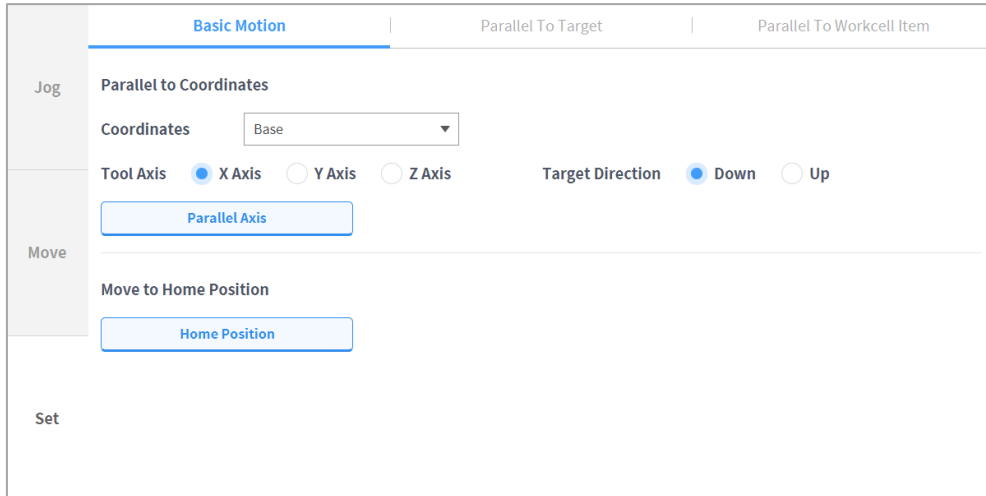 Basic Motion | Parallel To Target | Parallel To Workcell Item
Jog
Parallel to Coordinates
Coordinates Base
Tool Axis X Axis Y Axis Z Axis Target Direction Down Up
Parallel Axis
Move
Move to Home Position
Home Position
Set